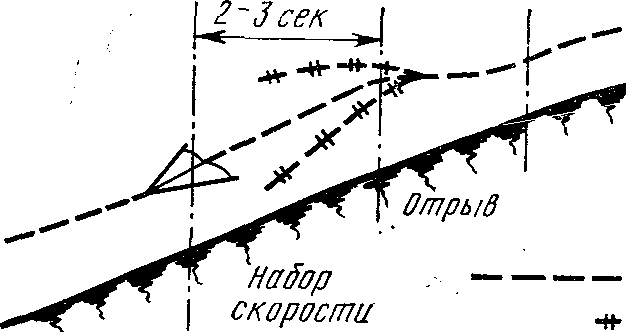 2-3 сек
Отрыв
Набор
скорости